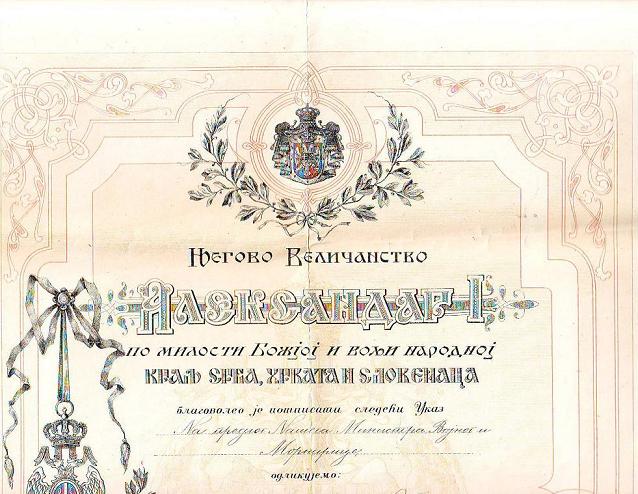 Његово Величанство
Александар I
по милости Божјој и вољи народној
Краљ Срба, Хрвата и Словенаца
благоволео је потписати следећи Указ
На предлог Министра Војног и
Морнарице
одликујемо: